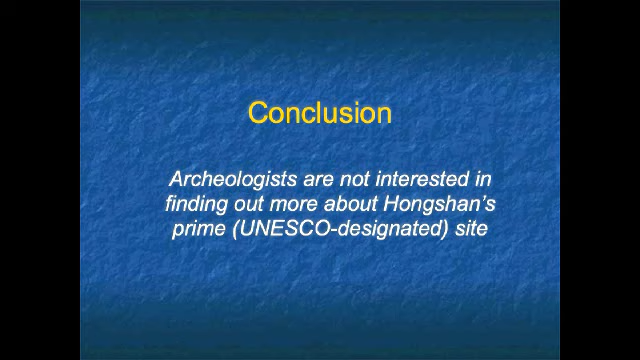 Conclusion
Archeologists are not interested in
finding out more about Hongshan's
prime (UNESCO-designated) site